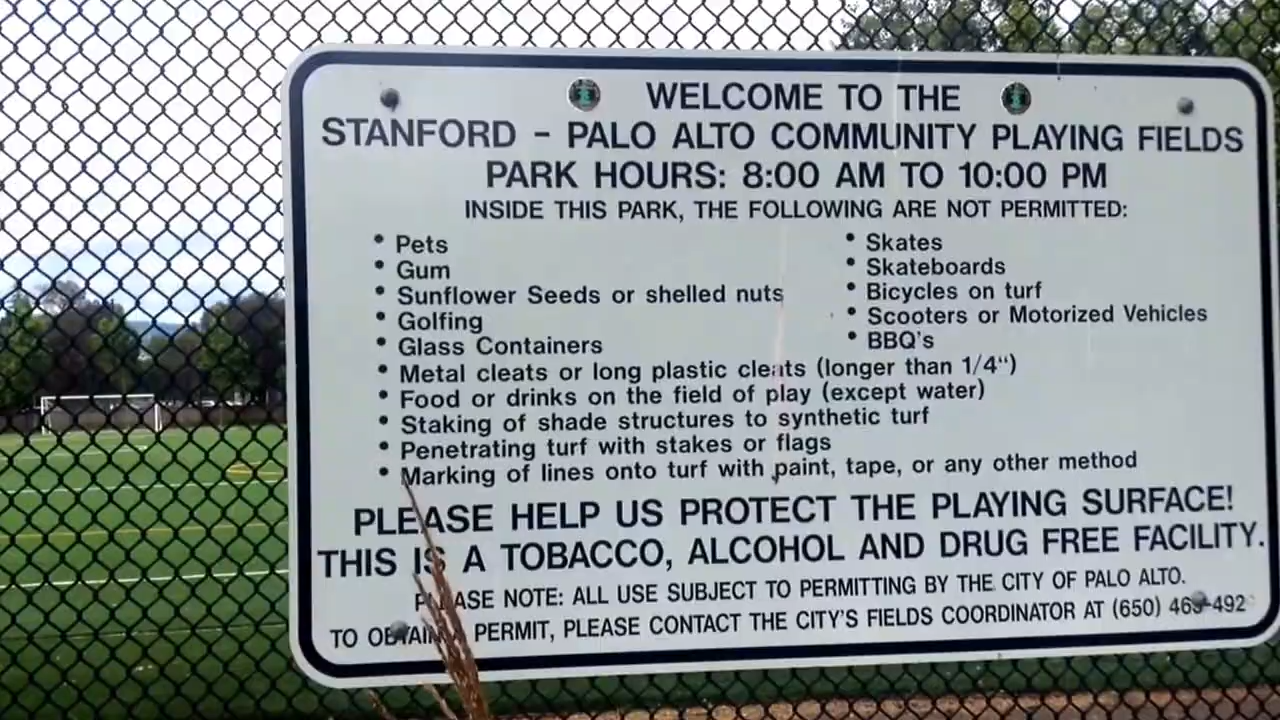 WELCOME TO THE
STANFORD - PALO ALTO COMMUNITY PLAYING FIELDS
PARK HOURS: 8:00 AM TO 10:00 PM
INSIDE THIS PARK, THE FOLLOWING ARE NOT PERMITTED:
• Pets
• Gum
• Sunflower Seeds or shelled nuts
• Golfing
• Glass Containers
• Skates
• Skateboards
• Bicycles on turf
• Scooters or Motorized Vehicles
• BBQ's
• Metal cleats or long plastic cleats (longer than 1/4")
• Food or drinks on the field of play (except water)
• Staking of shade structures to synthetic turf
• Penetrating turf with stakes or flags
• Marking of lines onto turf with paint, tape, or any other method
PLEASE HELP US PROTECT THE PLAYING SURFACE!
THIS IS A TOBACCO, ALCOHOL AND DRUG FREE FACILITY.
PLEASE NOTE: ALL USE SUBJECT TO PERMITTING BY THE CITY OF PALO ALTO.
TO OBTAIN A PERMIT, PLEASE CONTACT THE CITY'S FIELDS COORDINATOR AT (650)